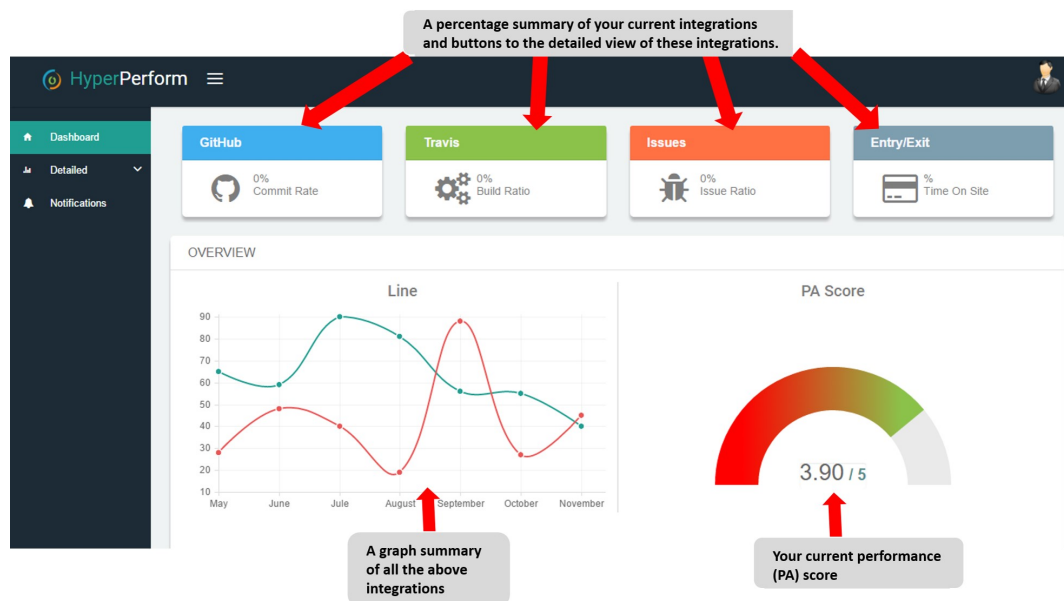 A percentage summary of your current integrations
and buttons to the detailed view of these integrations.
HyperPerform
Dashboard
Detailed
Notifications
GitHub
0%
Commit Rate
Travis
0%
Build Ratio
Issues
0%
Issue Ratio
Entry/Exit
%
Time On Site
OVERVIEW
Line
90
80
70
60
50
40
30
20
10
May June Jule August September October November
PA Score
3.90 / 5
A graph summary
of all the above
integrations
Your current performance
(PA) score